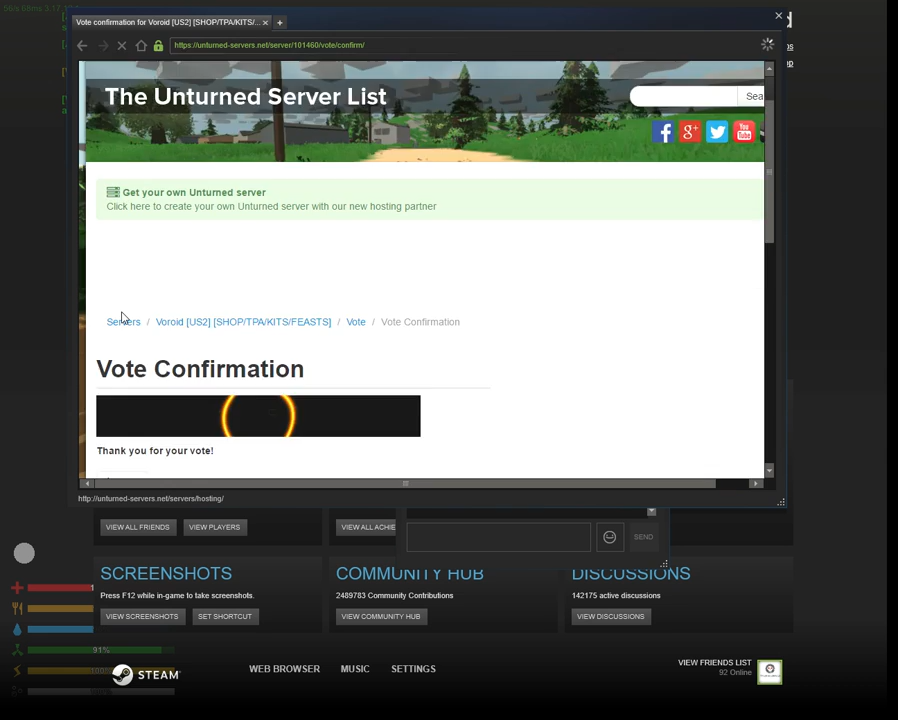 Vote confirmation for Voroid [US2] [SHOP/TPA/KITS/...
https://unturned-servers.net/server/101460/vote/confirm/
The Unturned Server List
Sea
Get your own Unturned server
Click here to create your own Unturned server with our new hosting partner
Servers / Voroid [US2] [SHOP/TPA/KITS/FEASTS] / Vote / Vote Confirmation
Vote Confirmation
Thank you for your vote!
http://unturned-servers.net/servers/hosting/
VIEW ALL FRIENDS
VIEW PLAYERS
VIEW ALL ACHIE
SEND
SCREENSHOTS
COMMUNITY HUB
DISCUSSIONS
Press F12 while in-game to take screenshots.
2489783 Community Contributions
142175 active discussions
VIEW SCREENSHOTS
SET SHORTCUT
VIEW COMMUNITY HUB
VIEW DISCUSSIONS
91%
STEAM
WEB BROWSER
MUSIC
SETTINGS
VIEW FRIENDS LIST
92 Online